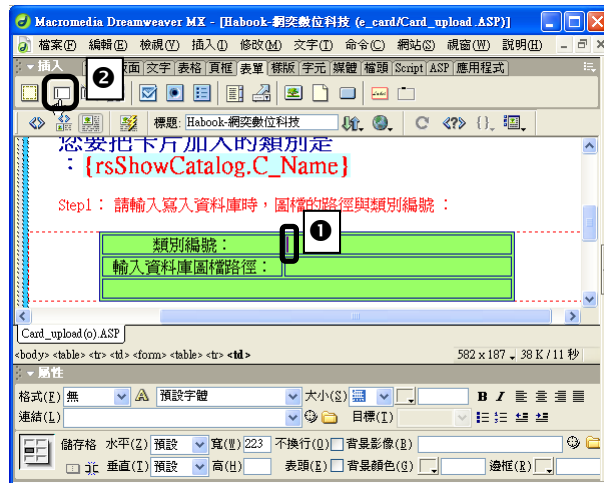 Macromedia Dreamweaver MX - [Habook-網奕數位科技 (e_card/Card_upload.ASP)]
檔案(F) 編輯(E) 檢視(V) 插入(I) 修改(M) 文字(T) 命令(C) 網站(S) 視窗(W) 說明(H)
插入 頁面 文字 表格 頁框 表單 樣版 字元 媒體 檔頭 Script ASP 應用程式
❷
標題: Habook-網奕數位科技
您要把卡片加入的類別是
: {rsShowCatalog.C_Name}
Step1： 請輸入寫入資料庫時，圖檔的路徑與類別編號：
類別編號：
❶
輸入資料庫圖檔路徑：
Card_upload(o).ASP
<body> <table> <tr> <td> <form> <table> <tr> <td> 582 x 187 38 K / 11 秒
屬性
格式(F) 無 預設字體 大小(S) B I
連結(L) 目標(T)
儲存格 水平(Z) 預設 寬(W) 223 不換行(O) 背景影像(B)
垂直(T) 預設 高(H) 表頭(E) 背景顏色(G) 邊框(R)